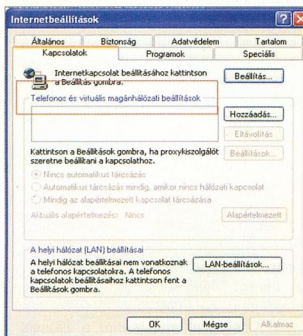 Internetbeállítások
Általános Biztonság Adatvédelem Tartalom
Kapcsolatok Programok Speciális
Internetkapcsolat beállításához kattintson
a Beállítás gombra.
Beállítás...
Telefonos és virtuális magánhálózati beállítások
Hozzáadás...
Eltávolítás
Kattintson a Beállítások gombra, ha proxykiszolgálót
szeretne beállítani a kapcsolathoz.
Beállítások...
Nincs automatikus tárcsázás
Automatikus tárcsázás mindig, amikor nincs hálózati kapcsolat
Mindig az alapértelmezett kapcsolat tárcsázása
Aktuális alapértelmezés: Nincs
Alapértelmezett
A helyi hálózat (LAN) beállításai
A helyi hálózat beállításai nem vonatkoznak
a telefonos kapcsolatokra. A telefonos
kapcsolatok beállításaihoz kattintson fent a
Beállítások gombra.
LAN-beállítások...
OK Mégse Alkalmaz